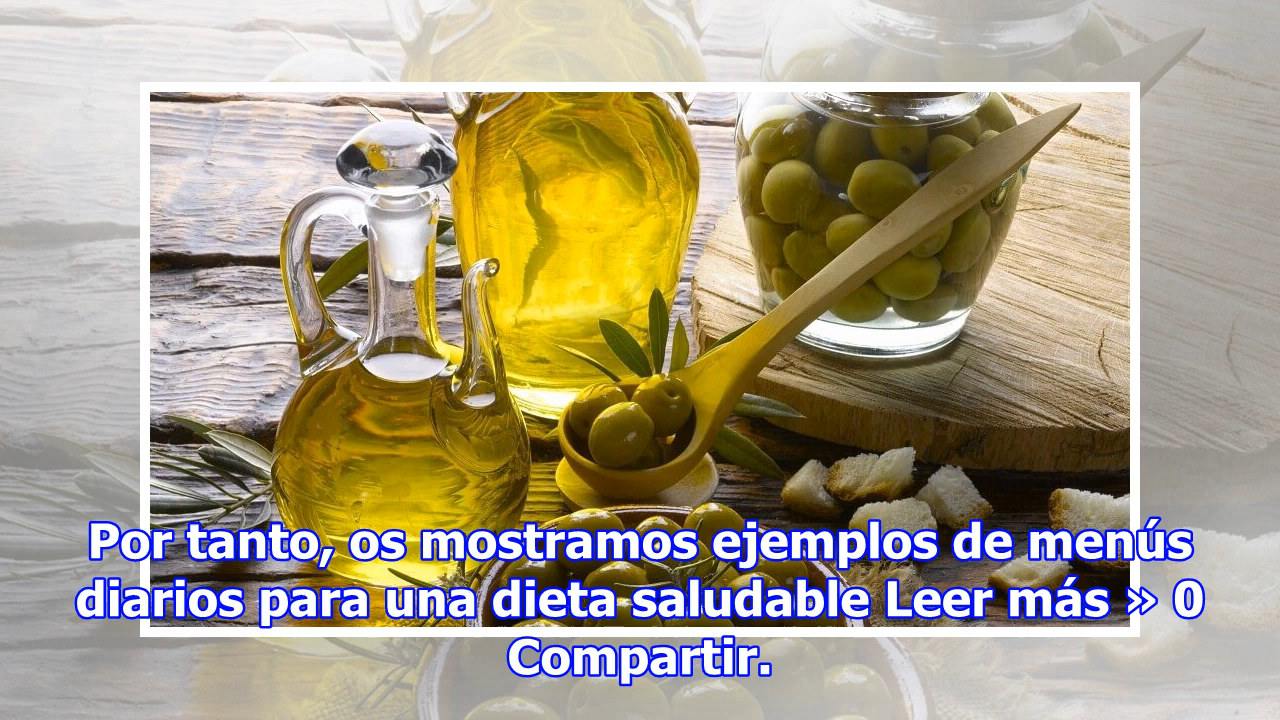 Por tanto, os mostramos ejemplos de menús
diarios para una dieta saludable Leer más » 0
Compartir.